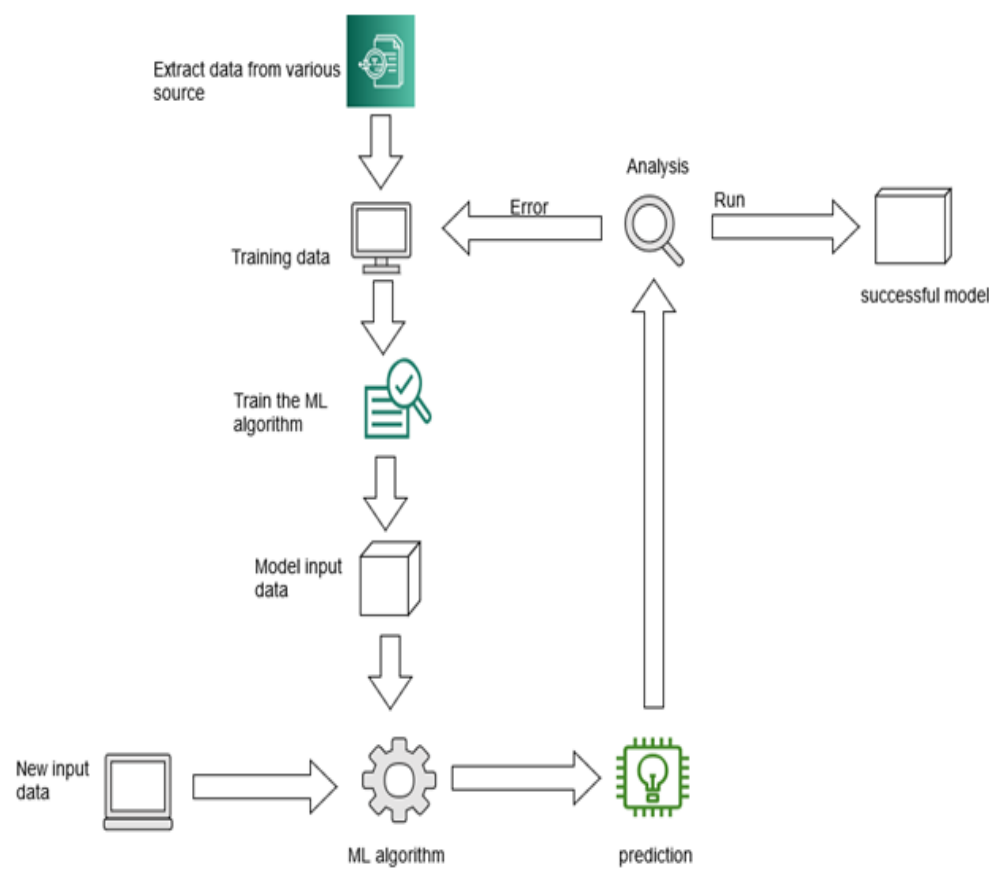 Extract data from various
source
Analysis
Error
Run
Training data
successful model
Train the ML
algorithm
Model input
data
New input
data
ML algorithm
prediction